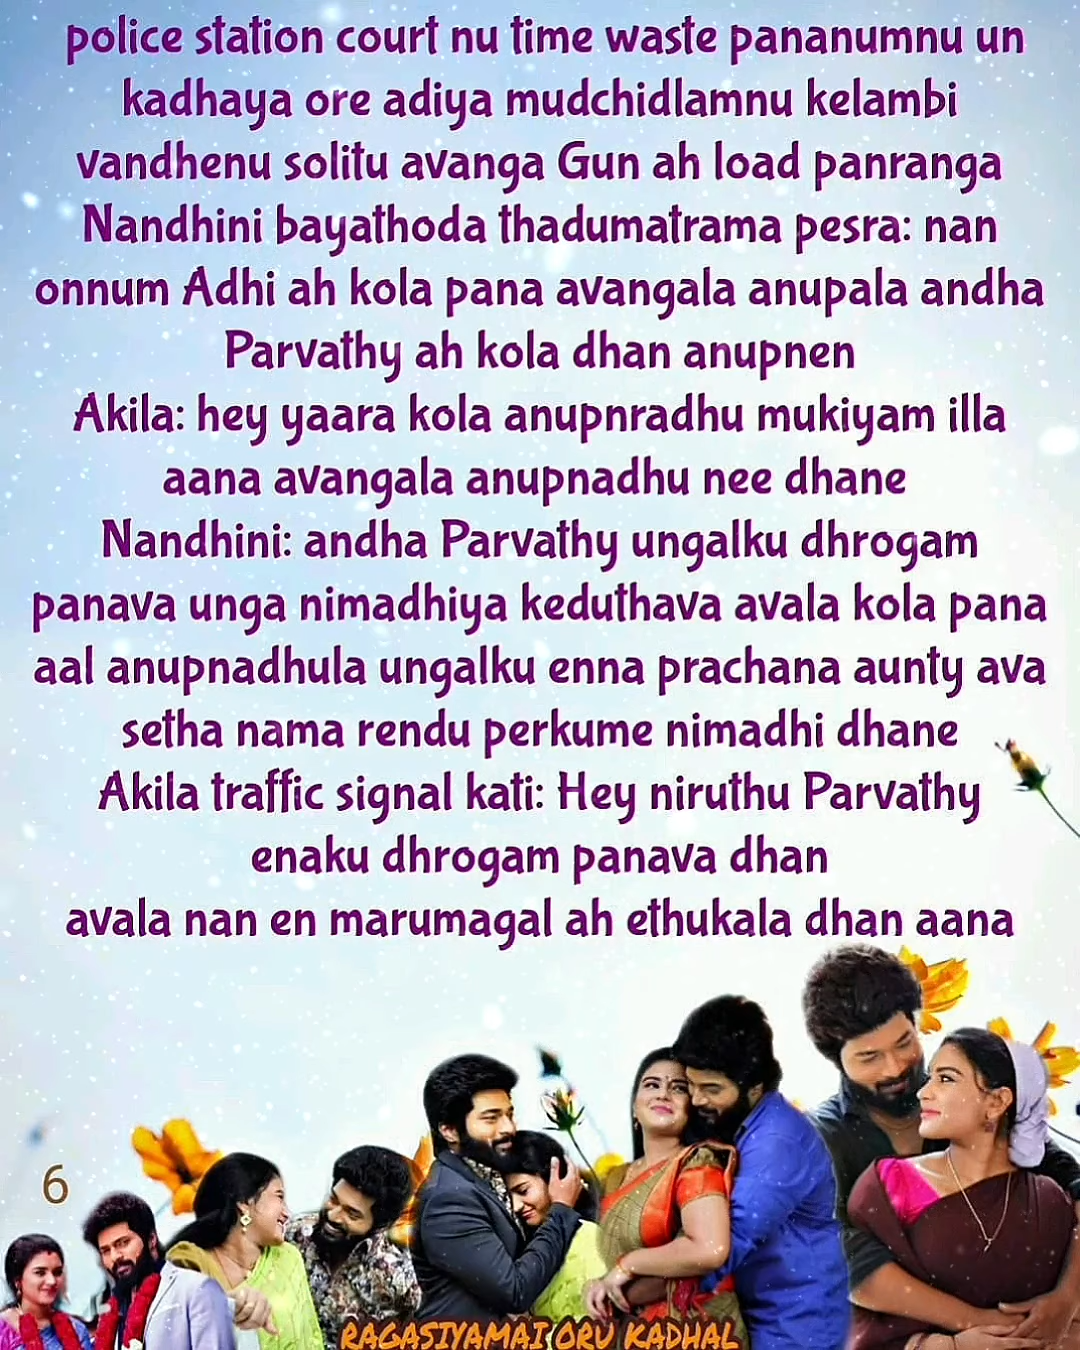 police station court nu time waste pananumnu un
kadhaya ore adiya mudchidlamnu kelambi
vandhenu solitu avanga Gun ah load panranga
Nandhini bayathoda thadumatrama pesra: nan
onnum Adhi ah kola pana avangala anupala andha
Parvathy ah kola dhan anupnen
Akila: hey yaara kola anupnradhu mukiyam illa
aana avangala anupnadhu nee dhane
Nandhini: andha Parvathy ungalku dhrogam
panava unga nimadhiya keduthava avala kola pana
aal anupnadhula ungalku enna prachana aunty ava
setha nama rendu perkume nimadhi dhane
Akila traffic signal kati: Hey niruthu Parvathy
enaku dhrogam panava dhan
avala nan en marumagal ah ethukala dhan aana
6
RAGASIYAMAI ORU KADHAL